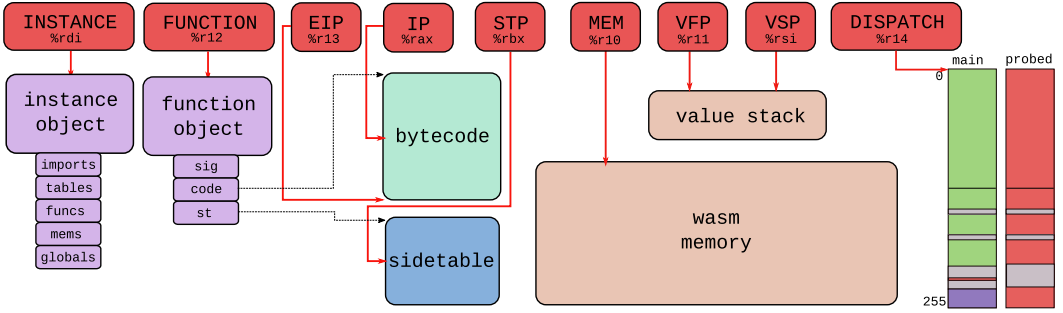 INSTANCE
%rdi
FUNCTION
%r12
EIP
%r13
IP
%rax
STP
%rbx
MEM
%r10
VFP
%r11
VSP
%rsi
DISPATCH
%r14
main
probed
0
255
instance
object
imports
tables
funcs
mems
globals
function
object
sig
code
st
bytecode
sidetable
value stack
wasm
memory